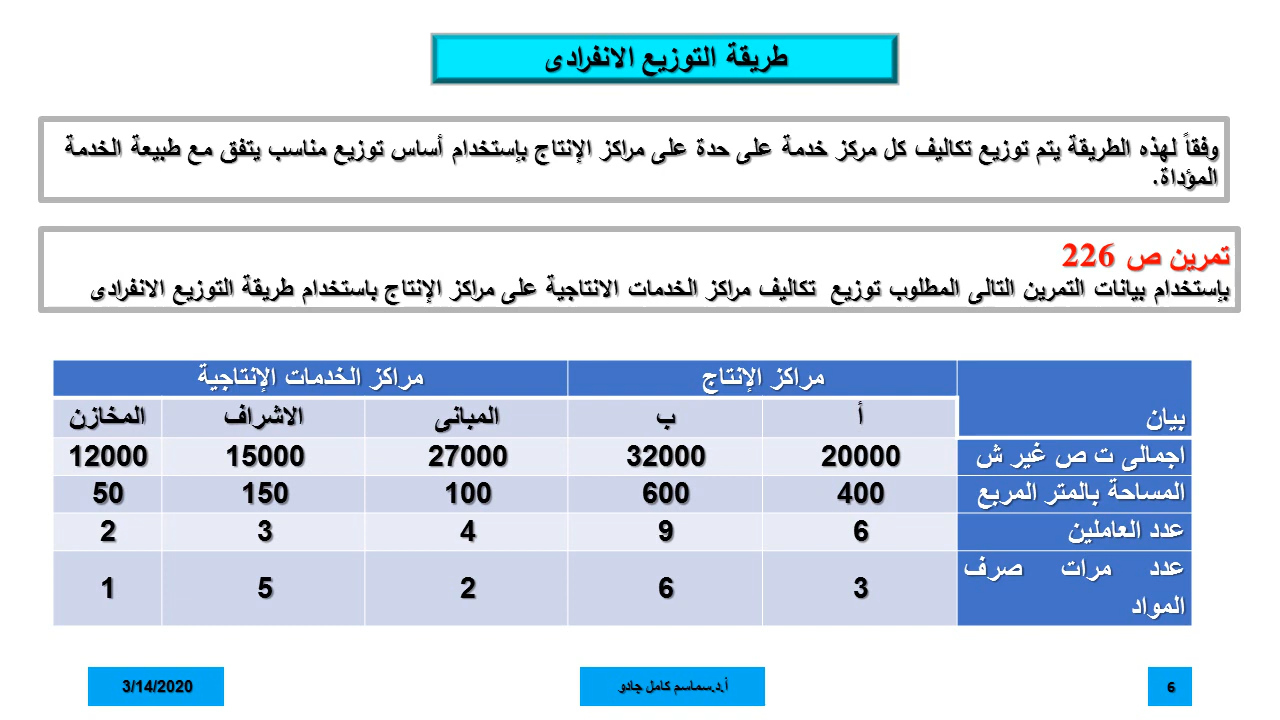 طريقة التوزيع الانفرادى
وفقاً لهذه الطريقة يتم توزيع تكاليف كل مركز خدمة على حدة على مراكز الإنتاج بإستخدام أساس توزيع مناسب يتفق مع طبيعة الخدمة
المؤداة.
تمرين ص 226
بإستخدام بيانات التمرين التالى المطلوب توزيع تكاليف مراكز الخدمات الانتاجية على مراكز الإنتاج باستخدام طريقة التوزيع الانفرادى
بيان مراكز الإنتاج مراكز الخدمات الإنتاجية
أ ب المبانى الاشراف المخازن
اجمالى ت ص غير ش 20000 32000 27000 15000 12000
المساحة بالمتر المربع 400 600 100 150 50
عدد العاملين 6 9 4 3 2
عدد مرات صرف
المواد 3 6 2 5 1
6 أ.د.سماسم كامل جادو 3/14/2020